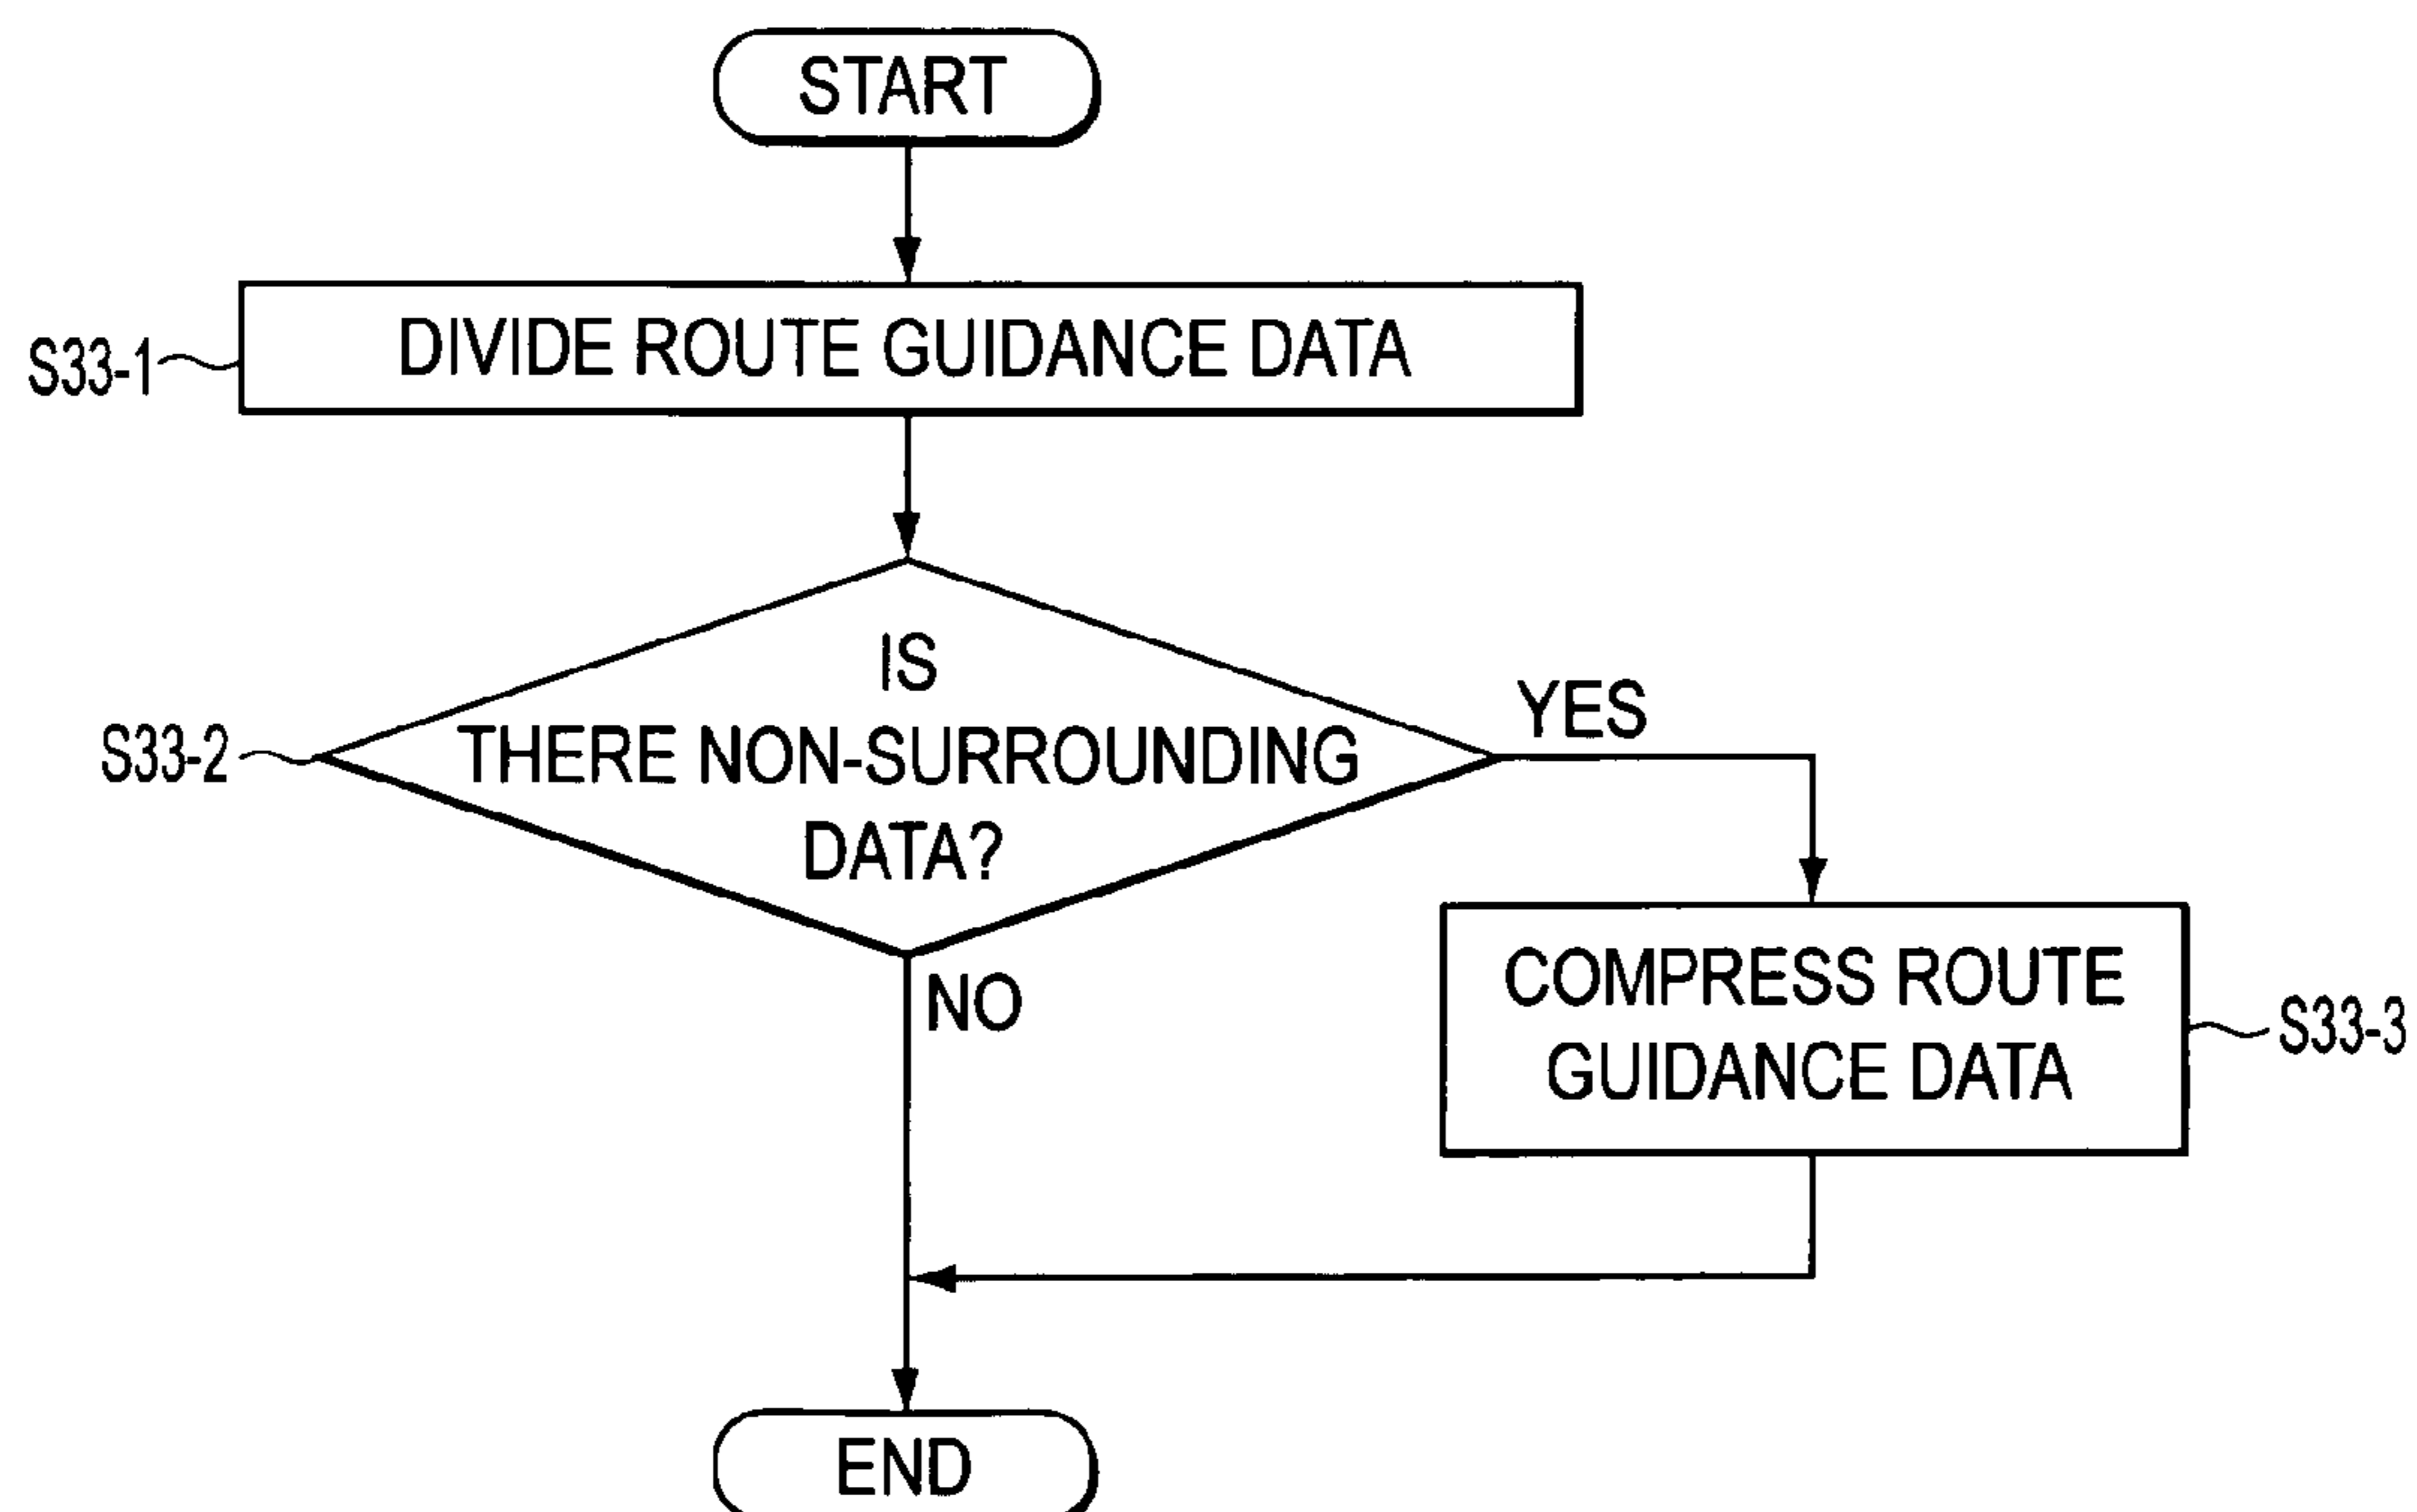 START
S33-1
DIVIDE ROUTE GUIDANCE DATA
IS
THERE NON-SURROUNDING
DATA?
S33-2
YES
NO
COMPRESS ROUTE
GUIDANCE DATA
S33-3
END